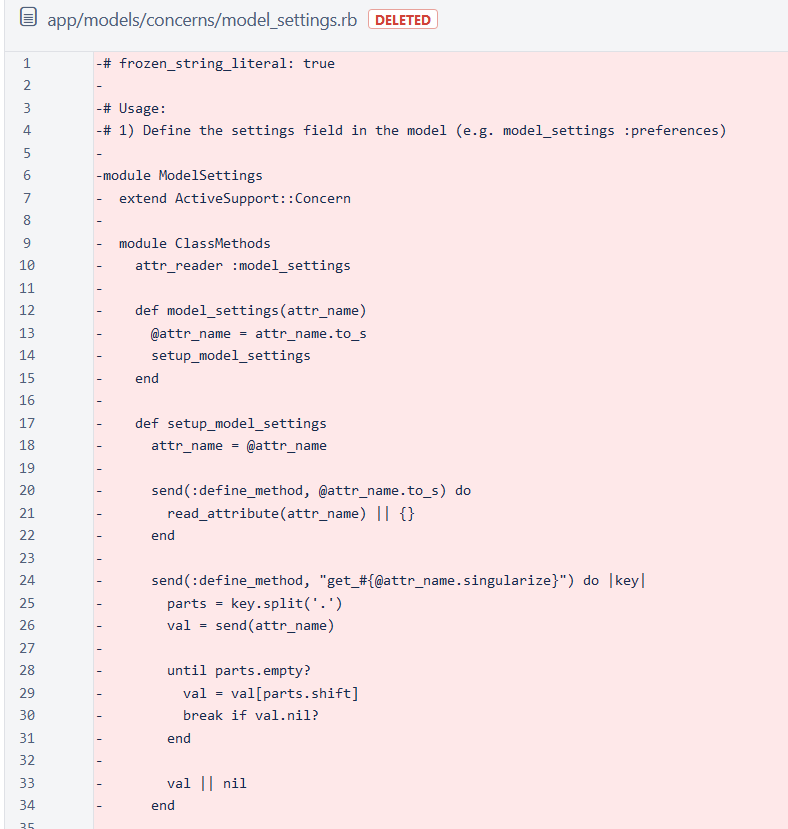 app/models/concerns/model_settings.rb DELETED
1 -# frozen_string_literal: true
2 -
3 -# Usage:
4 -# 1) Define the settings field in the model (e.g. model_settings :preferences)
5 -
6 -module ModelSettings
7 -  extend ActiveSupport::Concern
8 -
9 -  module ClassMethods
10 -    attr_reader :model_settings
11 -
12 -    def model_settings(attr_name)
13 -      @attr_name = attr_name.to_s
14 -      setup_model_settings
15 -    end
16 -
17 -    def setup_model_settings
18 -      attr_name = @attr_name
19 -
20 -      send(:define_method, @attr_name.to_s) do
21 -        read_attribute(attr_name) || {}
22 -      end
23 -
24 -      send(:define_method, "get_#{@attr_name.singularize}") do |key|
25 -        parts = key.split('.')
26 -        val = send(attr_name)
27 -
28 -        until parts.empty?
29 -          val = val[parts.shift]
30 -          break if val.nil?
31 -        end
32 -
33 -        val || nil
34 -      end
35